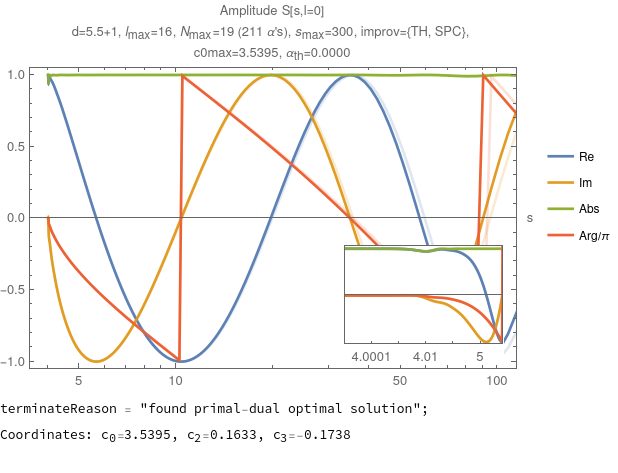 Amplitude S[s,l=0]
d=5.5+1, lmax=16, Nmax=19 (211 α's), smax=300, improv={TH, SPC},
c0max=3.5395, αth=0.0000
1.0
0.5
0.0
-0.5
-1.0
5
10
50
100
s
Re
Im
Abs
Arg/π
4.0001
4.01
5
terminateReason = "found primal-dual optimal solution";
Coordinates: c0=3.5395, c2=0.1633, c3=-0.1738